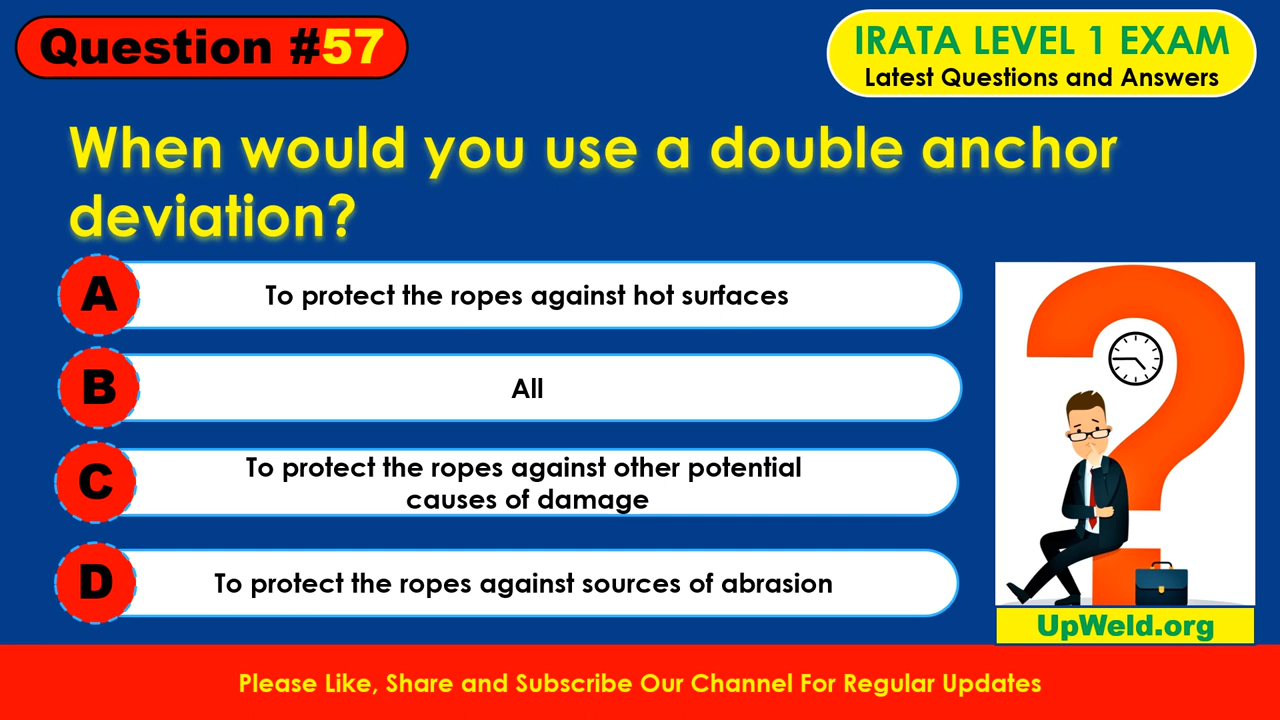 Question #57
IRATA LEVEL 1 EXAM
Latest Questions and Answers
When would you use a double anchor
deviation?
A
To protect the ropes against hot surfaces
B
All
C
To protect the ropes against other potential
causes of damage
D
To protect the ropes against sources of abrasion
UpWeld.org
Please Like, Share and Subscribe Our Channel For Regular Updates